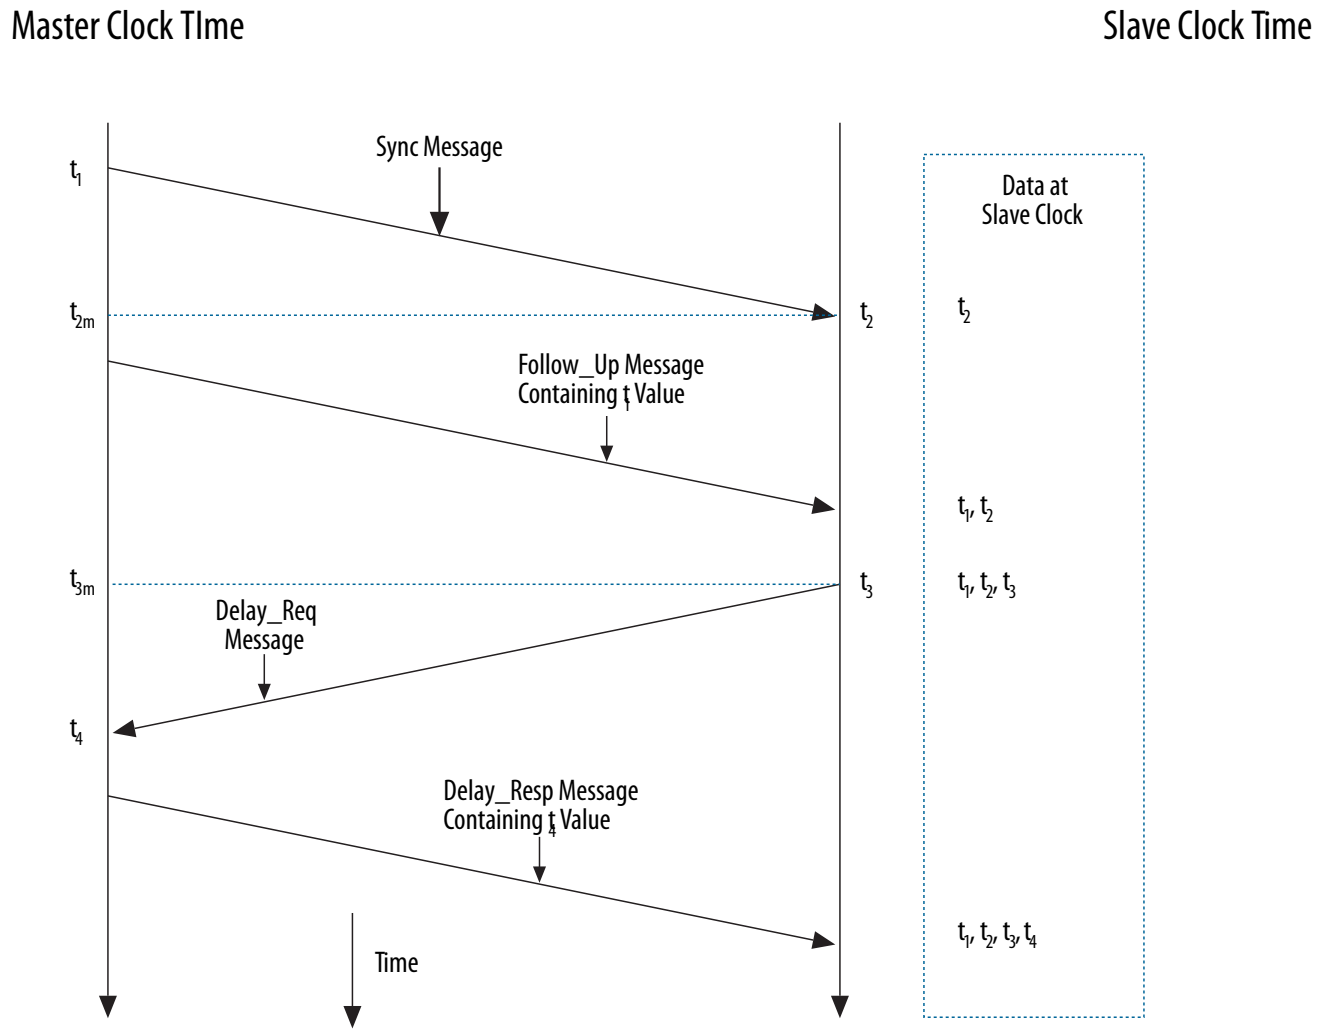 Master Clock TIme
Slave Clock Time
Sync Message
t1
Data at
Slave Clock
t2m
t2
t2
Follow_Up Message
Containing t1 Value
t1, t2
t3m
t3
t1, t2, t3
Delay_Req
Message
t4
Delay_Resp Message
Containing t4 Value
t1, t2, t3, t4
Time